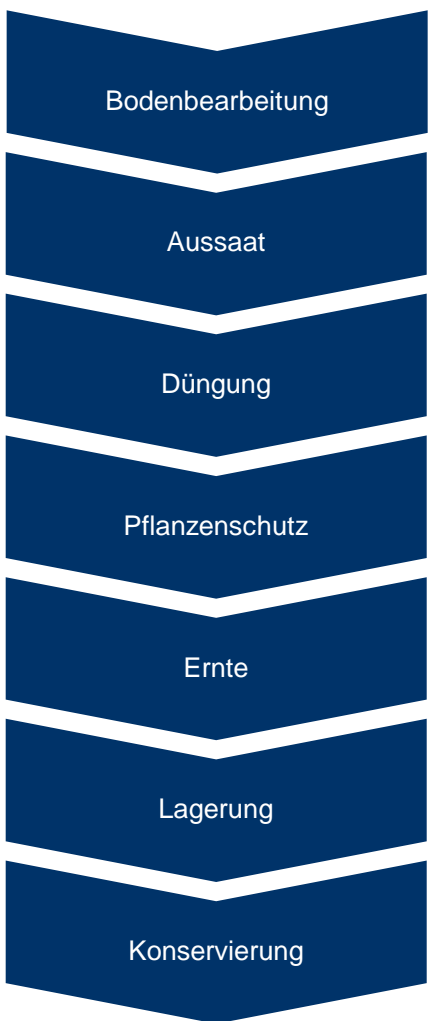 Bodenbearbeitung
Aussaat
Düngung
Pflanzenschutz
Ernte
Lagerung
Konservierung